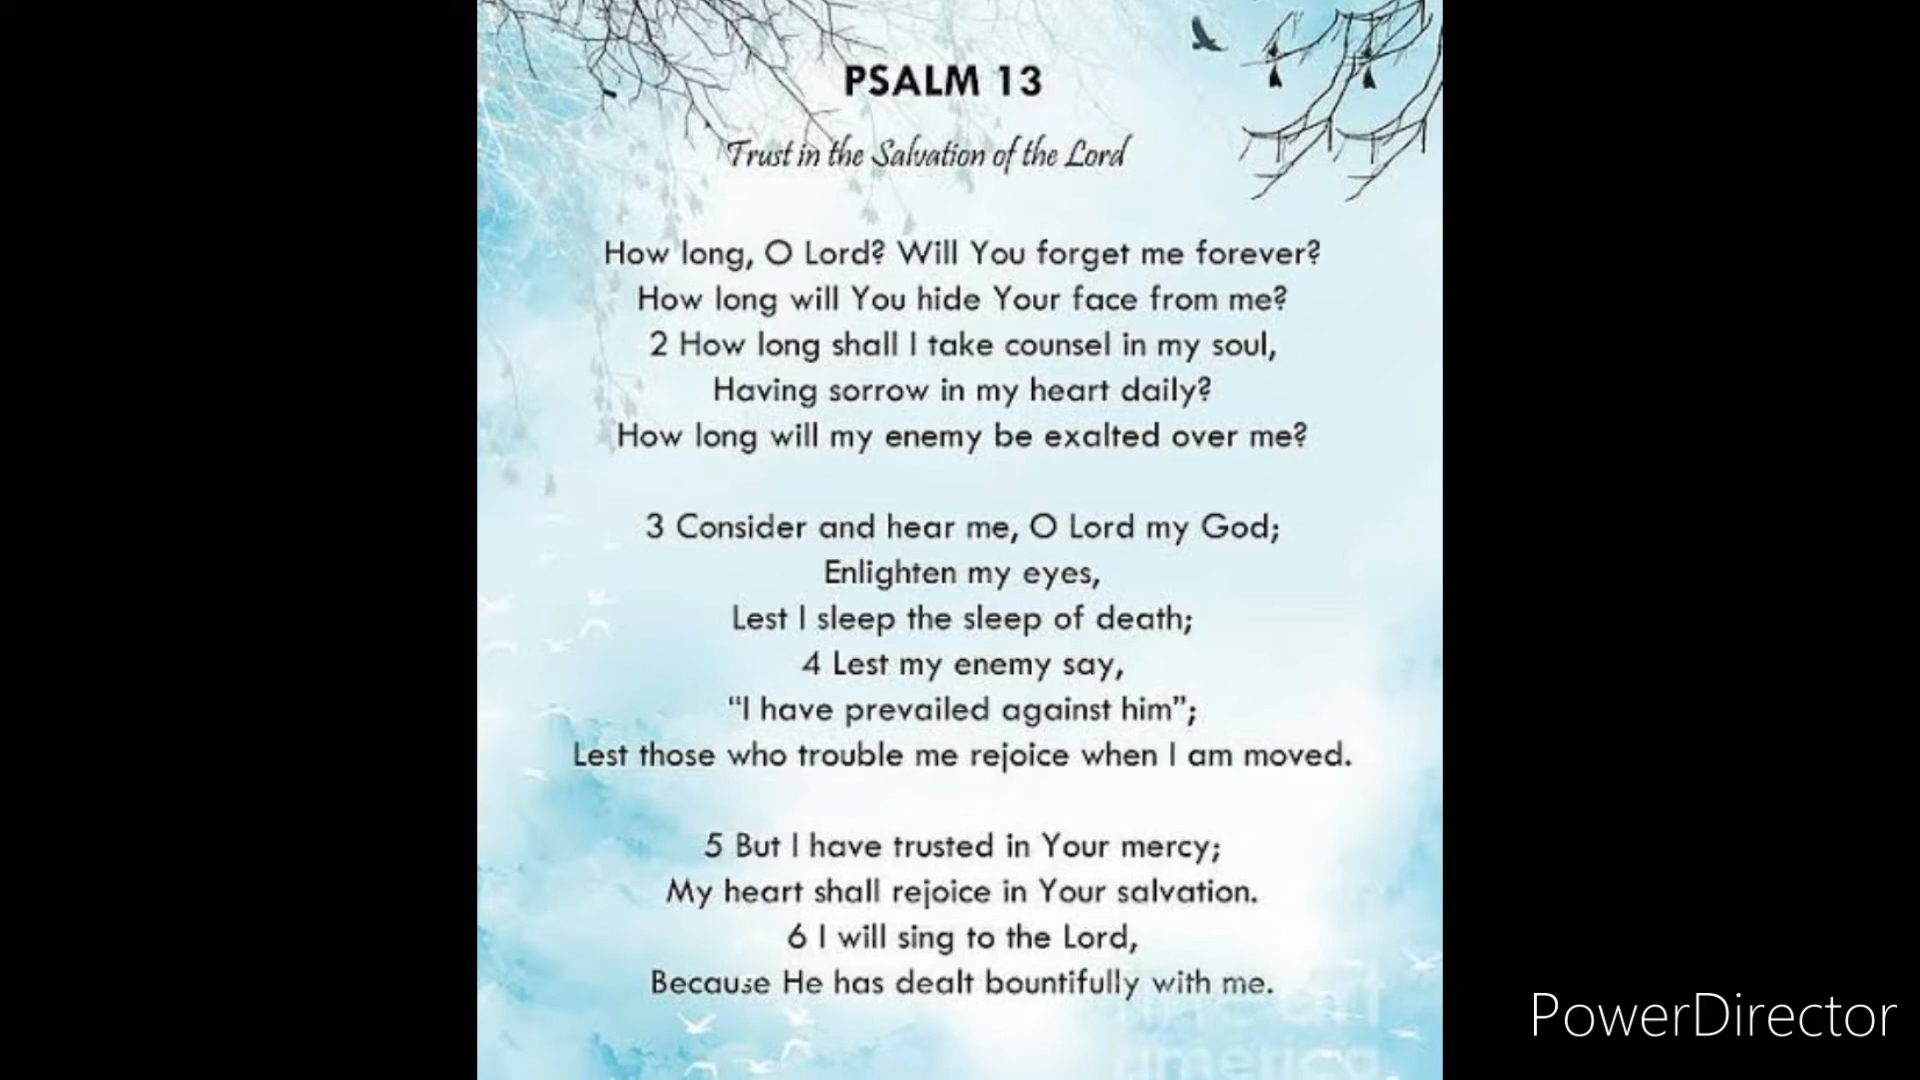 PSALM 13
Trust in the Salvation of the Lord
How long, O Lord? Will You forget me forever?
How long will You hide Your face from me?
2 How long shall I take counsel in my soul,
Having sorrow in my heart daily?
How long will my enemy be exalted over me?
3 Consider and hear me, O Lord my God;
Enlighten my eyes,
Lest I sleep the sleep of death;
4 Lest my enemy say,
“I have prevailed against him”;
Lest those who trouble me rejoice when I am moved.
5 But I have trusted in Your mercy;
My heart shall rejoice in Your salvation.
6 I will sing to the Lord,
Because He has dealt bountifully with me.
america
PowerDirector